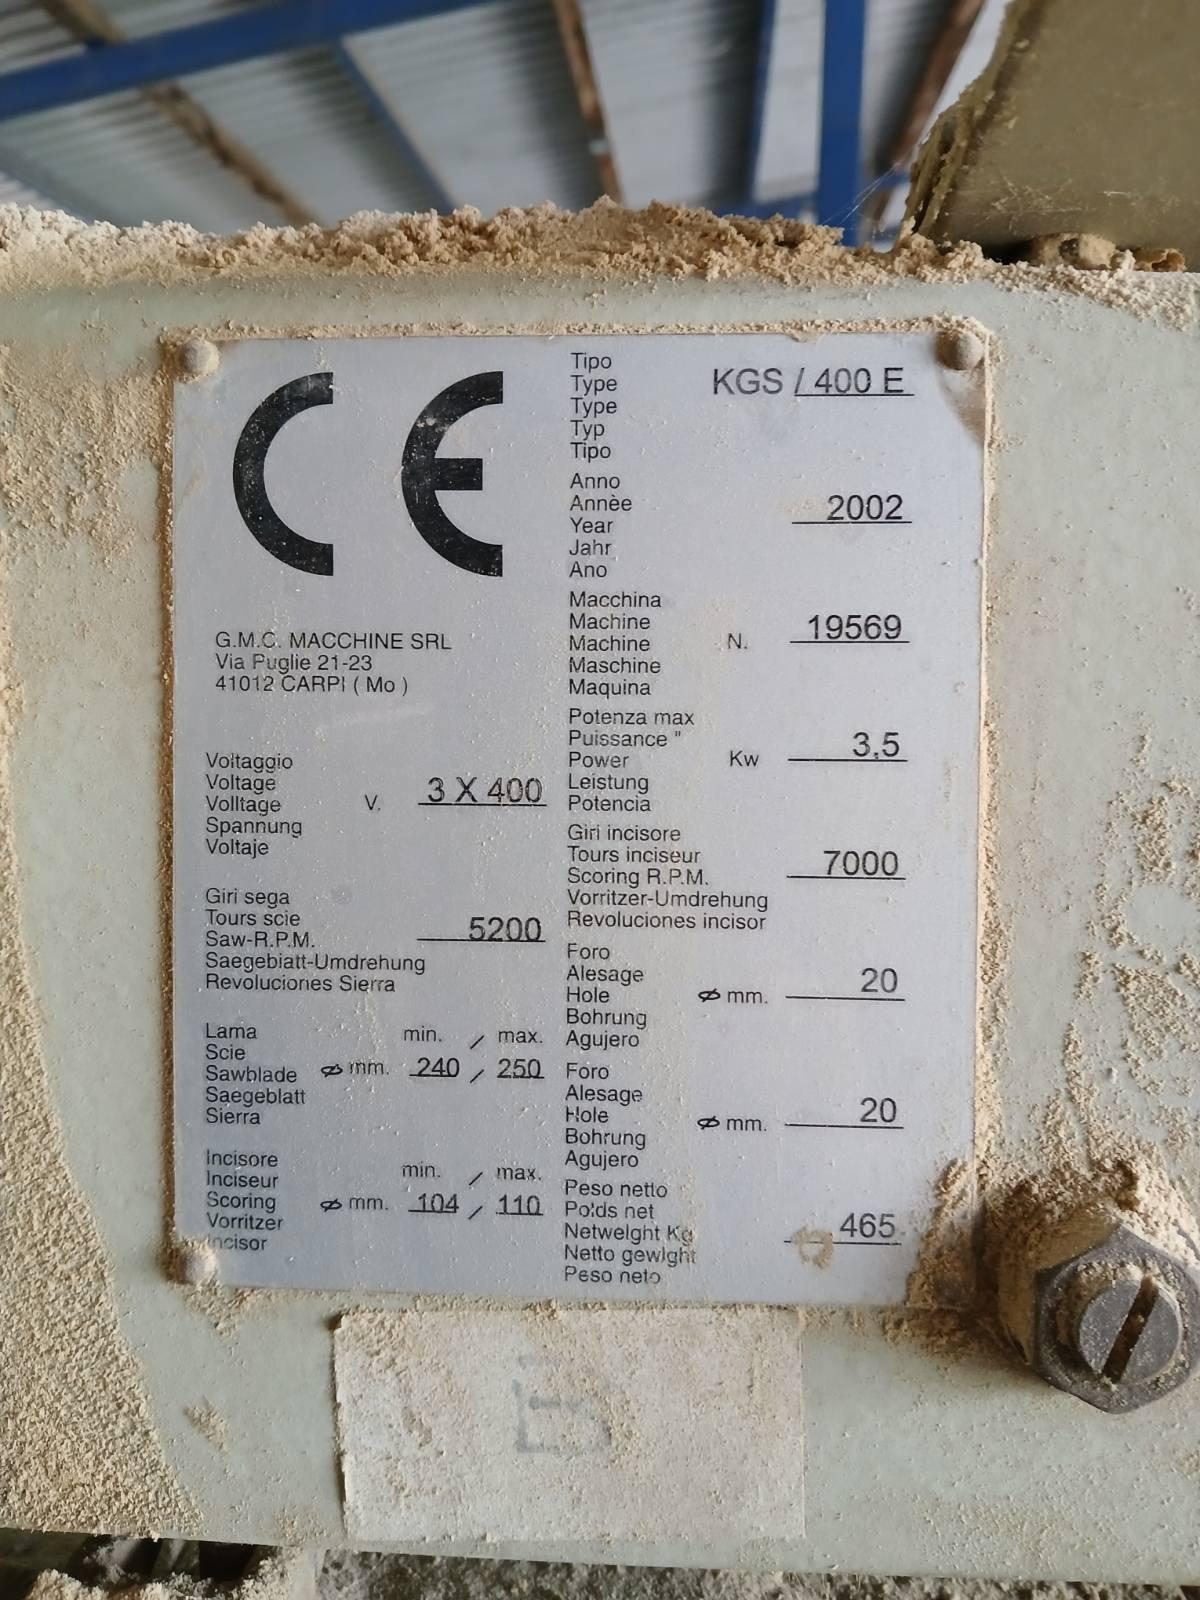 CE
G.M.C. MACCHINE SRL
Via Puglie 21-23
41012 CARPI ( Mo )
Voltaggio
Voltage
Volltage V. 3 X 400
Spannung
Voltaje
Giri sega
Tours scie
Saw-R.P.M. 5200
Saegeblatt-Umdrehung
Revoluciones Sierra
Lama min. / max.
Scie
Sawblade ⌀ mm. 240 / 250
Saegeblatt
Sierra
Incisore min. / max.
Inciseur
Scoring ⌀ mm. 104 / 110
Vorritzer
Incisor
Tipo
Type KGS / 400 E
Type
Typ
Tipo
Anno
Annèe 2002
Year
Jahr
Ano
Macchina
Machine 19569
Machine N.
Maschine
Maquina
Potenza max
Puissance " 3,5
Power Kw
Leistung
Potencia
Giri incisore
Tours inciseur 7000
Scoring R.P.M.
Vorritzer-Umdrehung
Revoluciones incisor
Foro
Alesage 20
Hole ⌀ mm.
Bohrung
Agujero
Foro
Alesage 20
Hole ⌀ mm.
Bohrung
Agujero
Peso netto
Polds net
Netwelght Kg 465
Netto gewlght
Peso neto